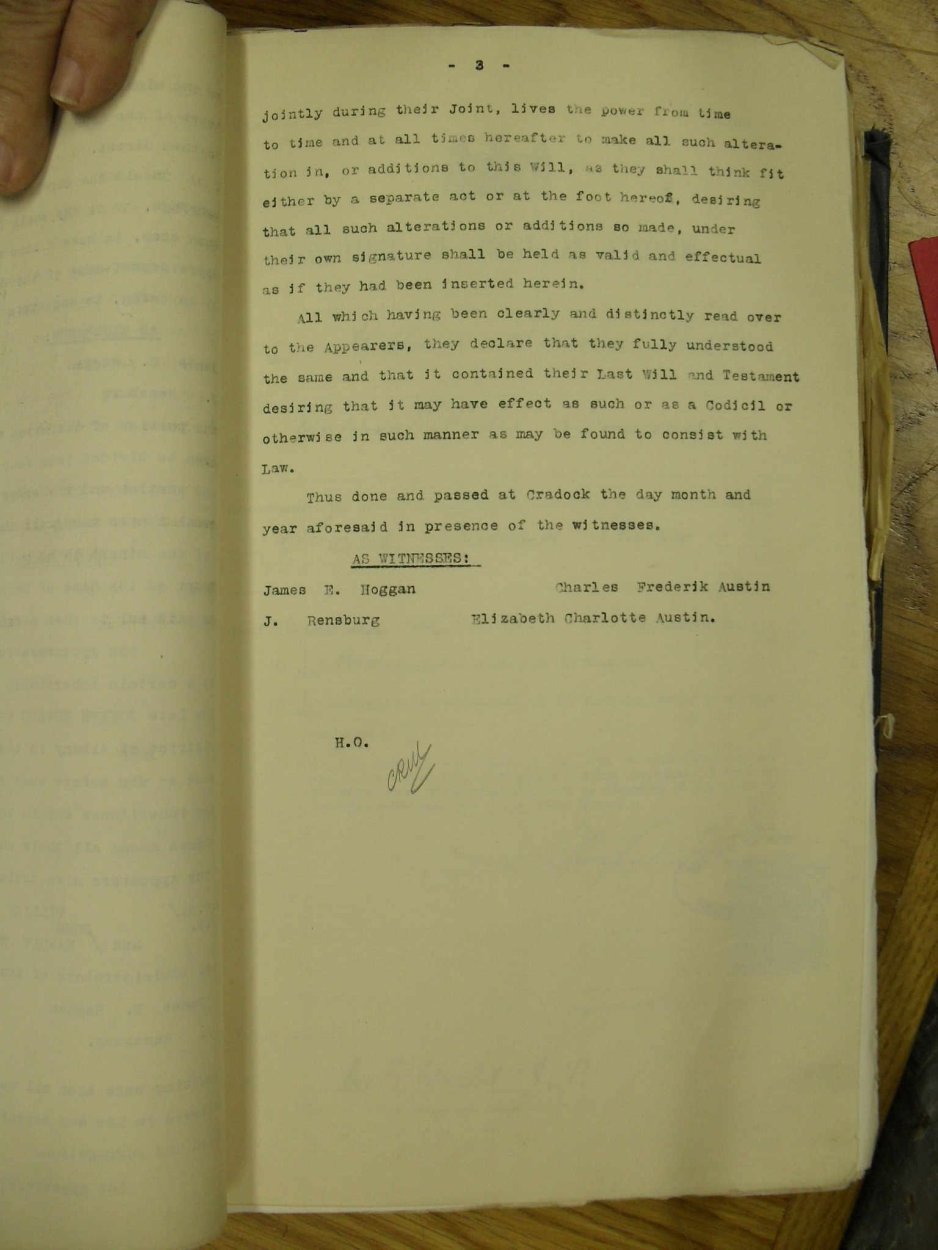 - 3 -
jointly during their Joint, lives the power from time
to time and at all times hereafter to make all such altera-
tion in, or additions to this Will, as they shall think fit
either by a separate act or at the foot hereof, desiring
that all such alterations or additions so made, under
their own signature shall be held as valid and effectual
as if they had been inserted herein.
All which having been clearly and distinctly read over
to the Appearers, they declare that they fully understood
the same and that it contained their Last Will and Testament
desiring that it may have effect as such or as a Codicil or
otherwise in such manner as may be found to consist with
Law.
Thus done and passed at Cradock the day month and
year aforesaid in presence of the witnesses.
AS WITNESSES:
James E. Hoggan Charles Frederik Austin
J. Rensburg Elizabeth Charlotte Austin.
H.O.